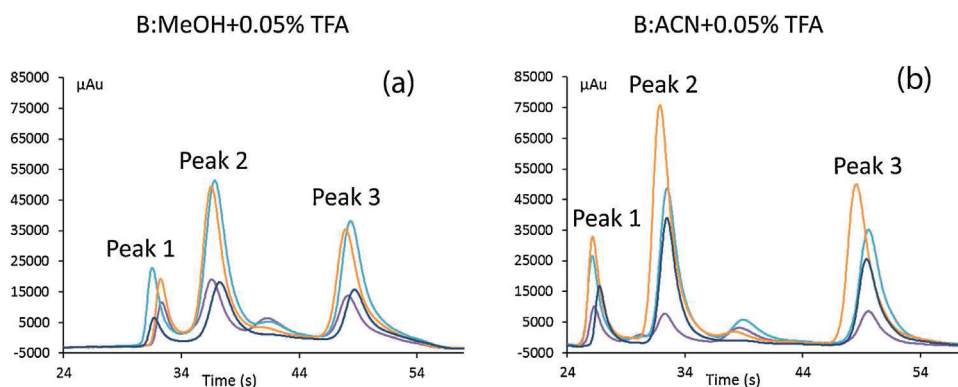 B:MeOH+0.05% TFA
B:ACN+0.05% TFA
85000
75000
65000
55000
45000
35000
25000
15000
5000
-5000
µAu
(a)
Peak 1
Peak 2
Peak 3
24
34
44
54
Time (s)
85000
75000
65000
55000
45000
35000
25000
15000
5000
-5000
µAu
(b)
Peak 1
Peak 2
Peak 3
24
34
44
54
Time (s)